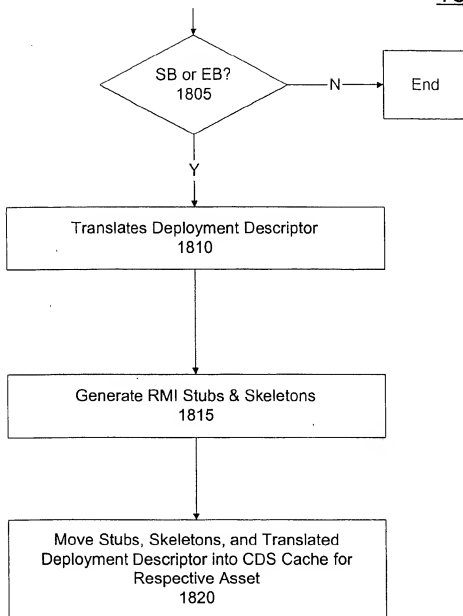 SB or EB?
1805
N
End
Y
Translates Deployment Descriptor
1810
Generate RMI Stubs & Skeletons
1815
Move Stubs, Skeletons, and Translated
Deployment Descriptor into CDS Cache for
Respective Asset
1820